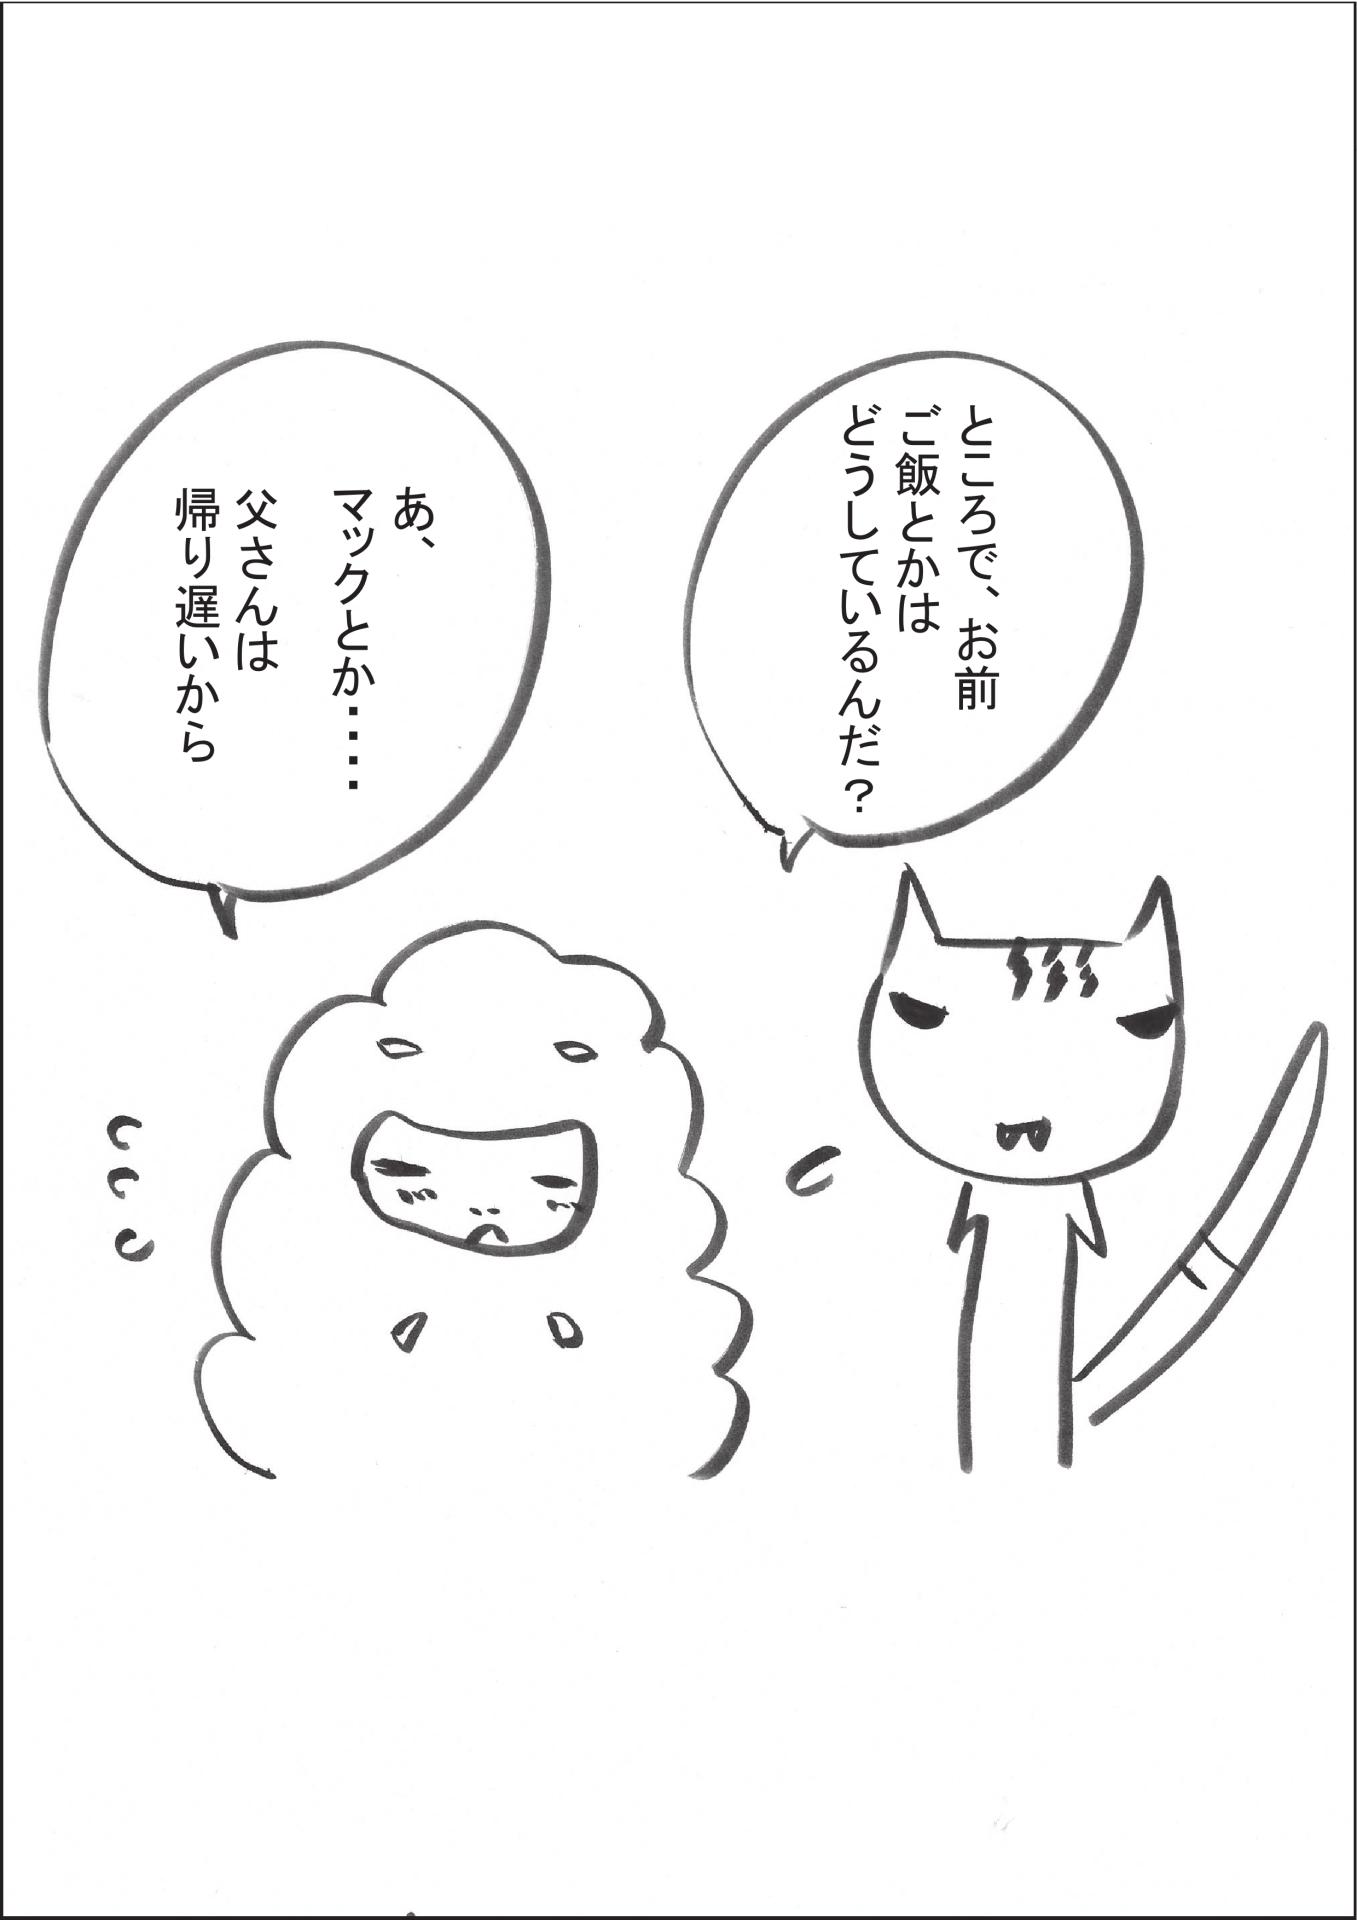 ところで、お前
ご飯とかは
どうしているんだ？
あ、
マックとか・・・・
父さんは
帰り遅いから